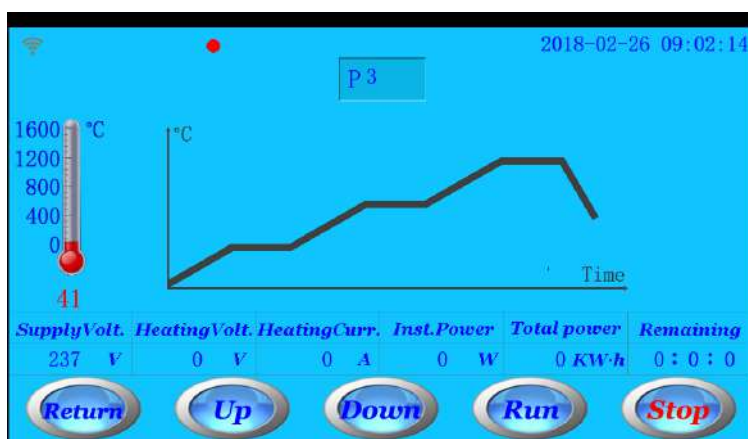 2018-02-26 09:02:14
P 3
1600 °C
1200
800
400
0
41
°C
Time
SupplyVolt. HeatingVolt. HeatingCurr. Inst.Power Total power Remaining
237 V 0 V 0 A 0 W 0 KW·h 0:0:0
Return Up Down Run Stop